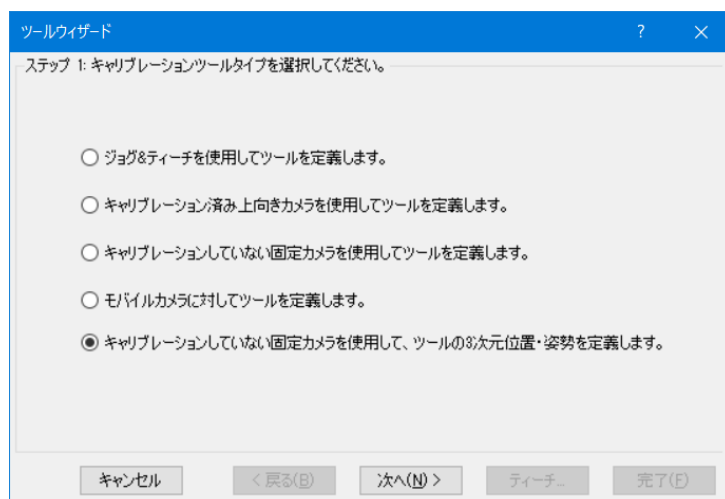 ツールウィザード
ステップ 1: キャリブレーションツールタイプを選択してください。
ジョグ&ティーチを使用してツールを定義します。
キャリブレーション済み上向きカメラを使用してツールを定義します。
キャリブレーションしていない固定カメラを使用してツールを定義します。
モバイルカメラに対してツールを定義します。
キャリブレーションしていない固定カメラを使用して、ツールの3次元位置・姿勢を定義します。
キャンセル < 戻る(B) 次へ(N) > ティーチ... 完了(F)